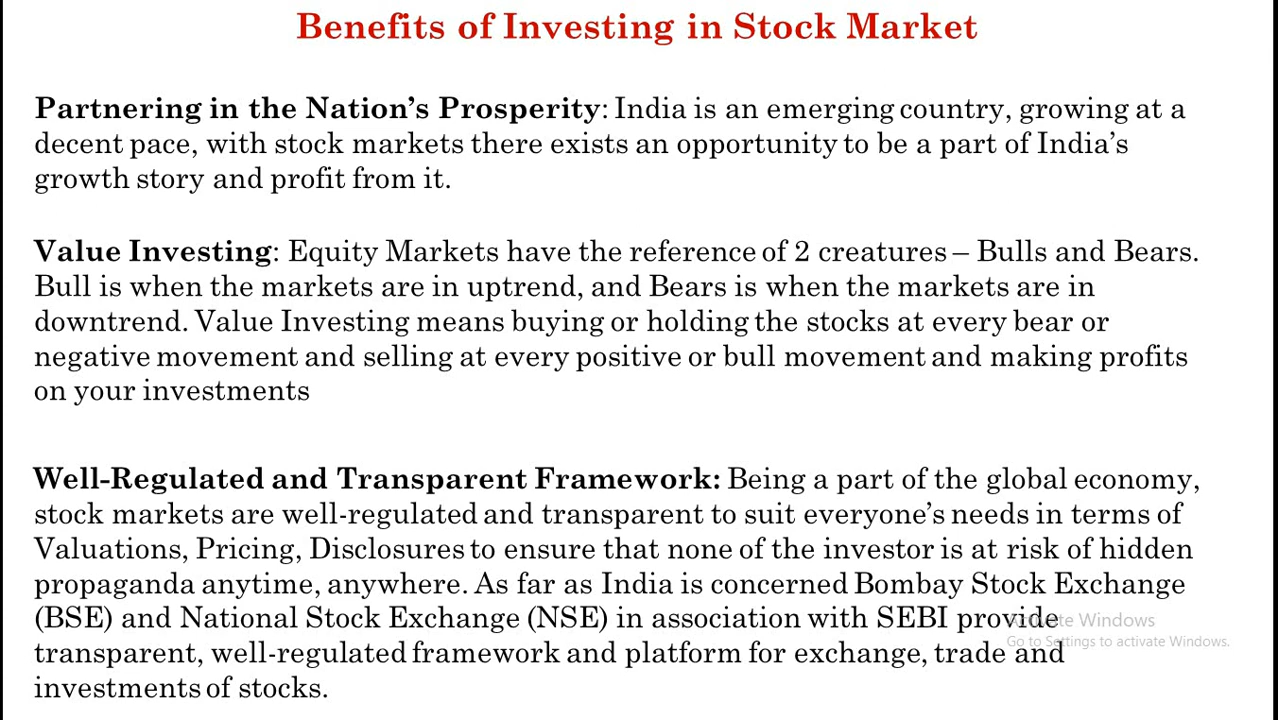 Benefits of Investing in Stock Market
Partnering in the Nation’s Prosperity: India is an emerging country, growing at a
decent pace, with stock markets there exists an opportunity to be a part of India’s
growth story and profit from it.
Value Investing: Equity Markets have the reference of 2 creatures – Bulls and Bears.
Bull is when the markets are in uptrend, and Bears is when the markets are in
downtrend. Value Investing means buying or holding the stocks at every bear or
negative movement and selling at every positive or bull movement and making profits
on your investments
Well-Regulated and Transparent Framework: Being a part of the global economy,
stock markets are well-regulated and transparent to suit everyone’s needs in terms of
Valuations, Pricing, Disclosures to ensure that none of the investor is at risk of hidden
propaganda anytime, anywhere. As far as India is concerned Bombay Stock Exchange
(BSE) and National Stock Exchange (NSE) in association with SEBI provide
transparent, well-regulated framework and platform for exchange, trade and
investments of stocks.
Activate Windows
Go to Settings to activate Windows.